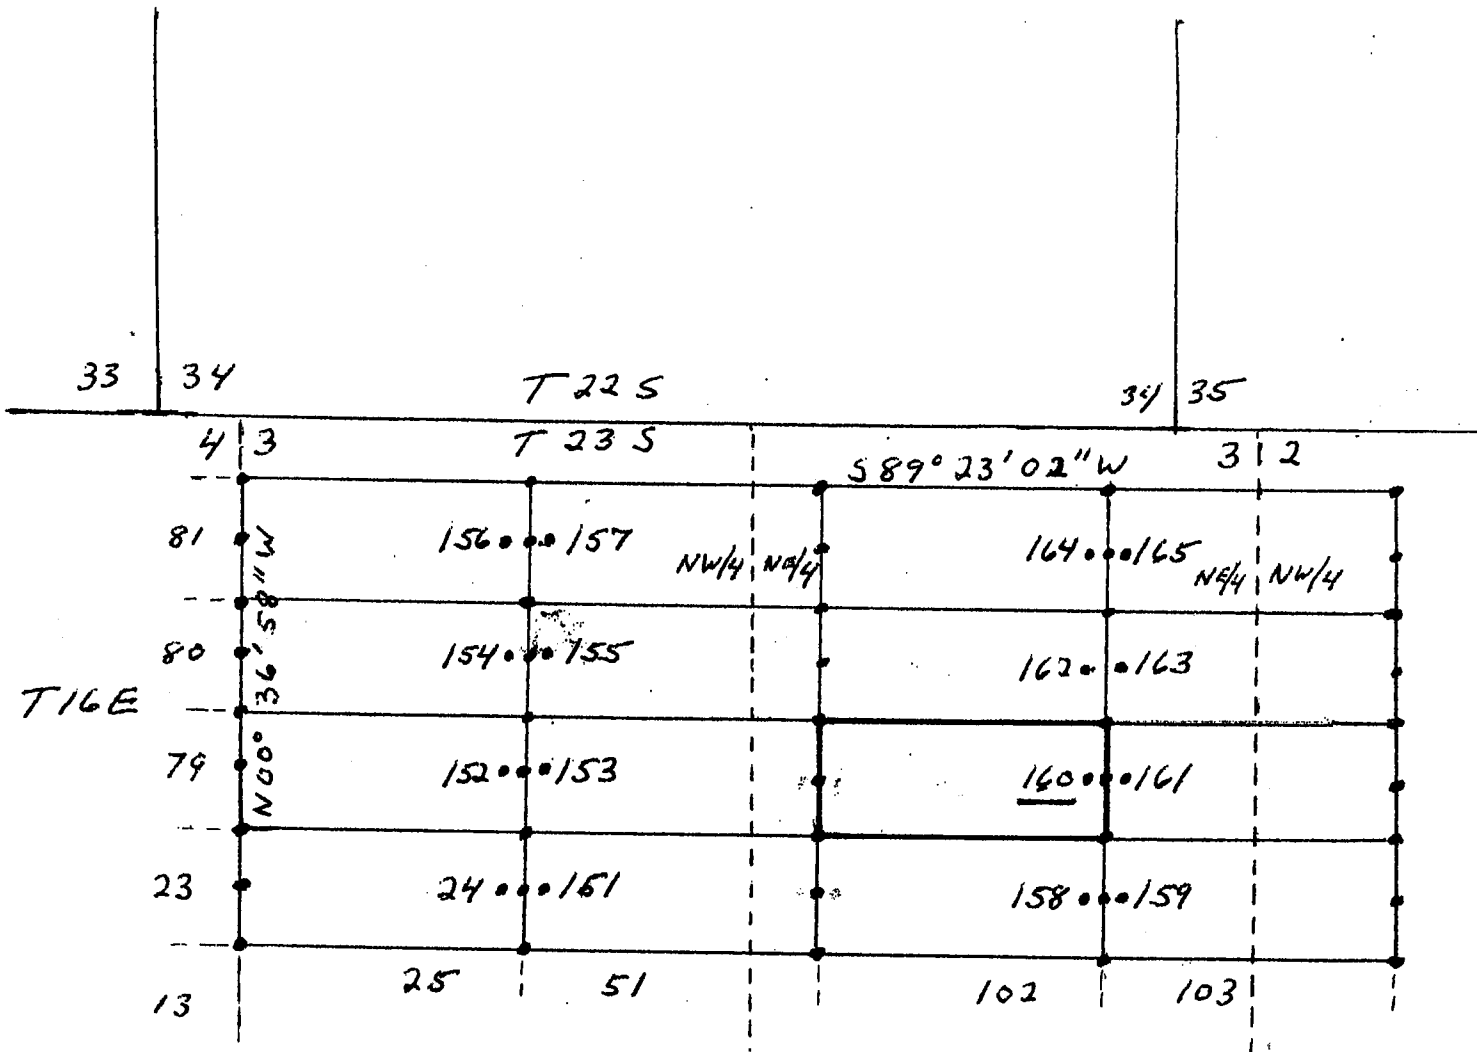 33 34 T 22 S 34 35
4 3 T 23 S 3 2
S 89° 23' 02" W
81 156 157 164 165
NW/4 NE/4 NE/4 NW/4
N00° 36' 58" W
80 154 155 162 163
T16E
79 152 153 160 161
23 24 151 158 159
13 25 51 102 103